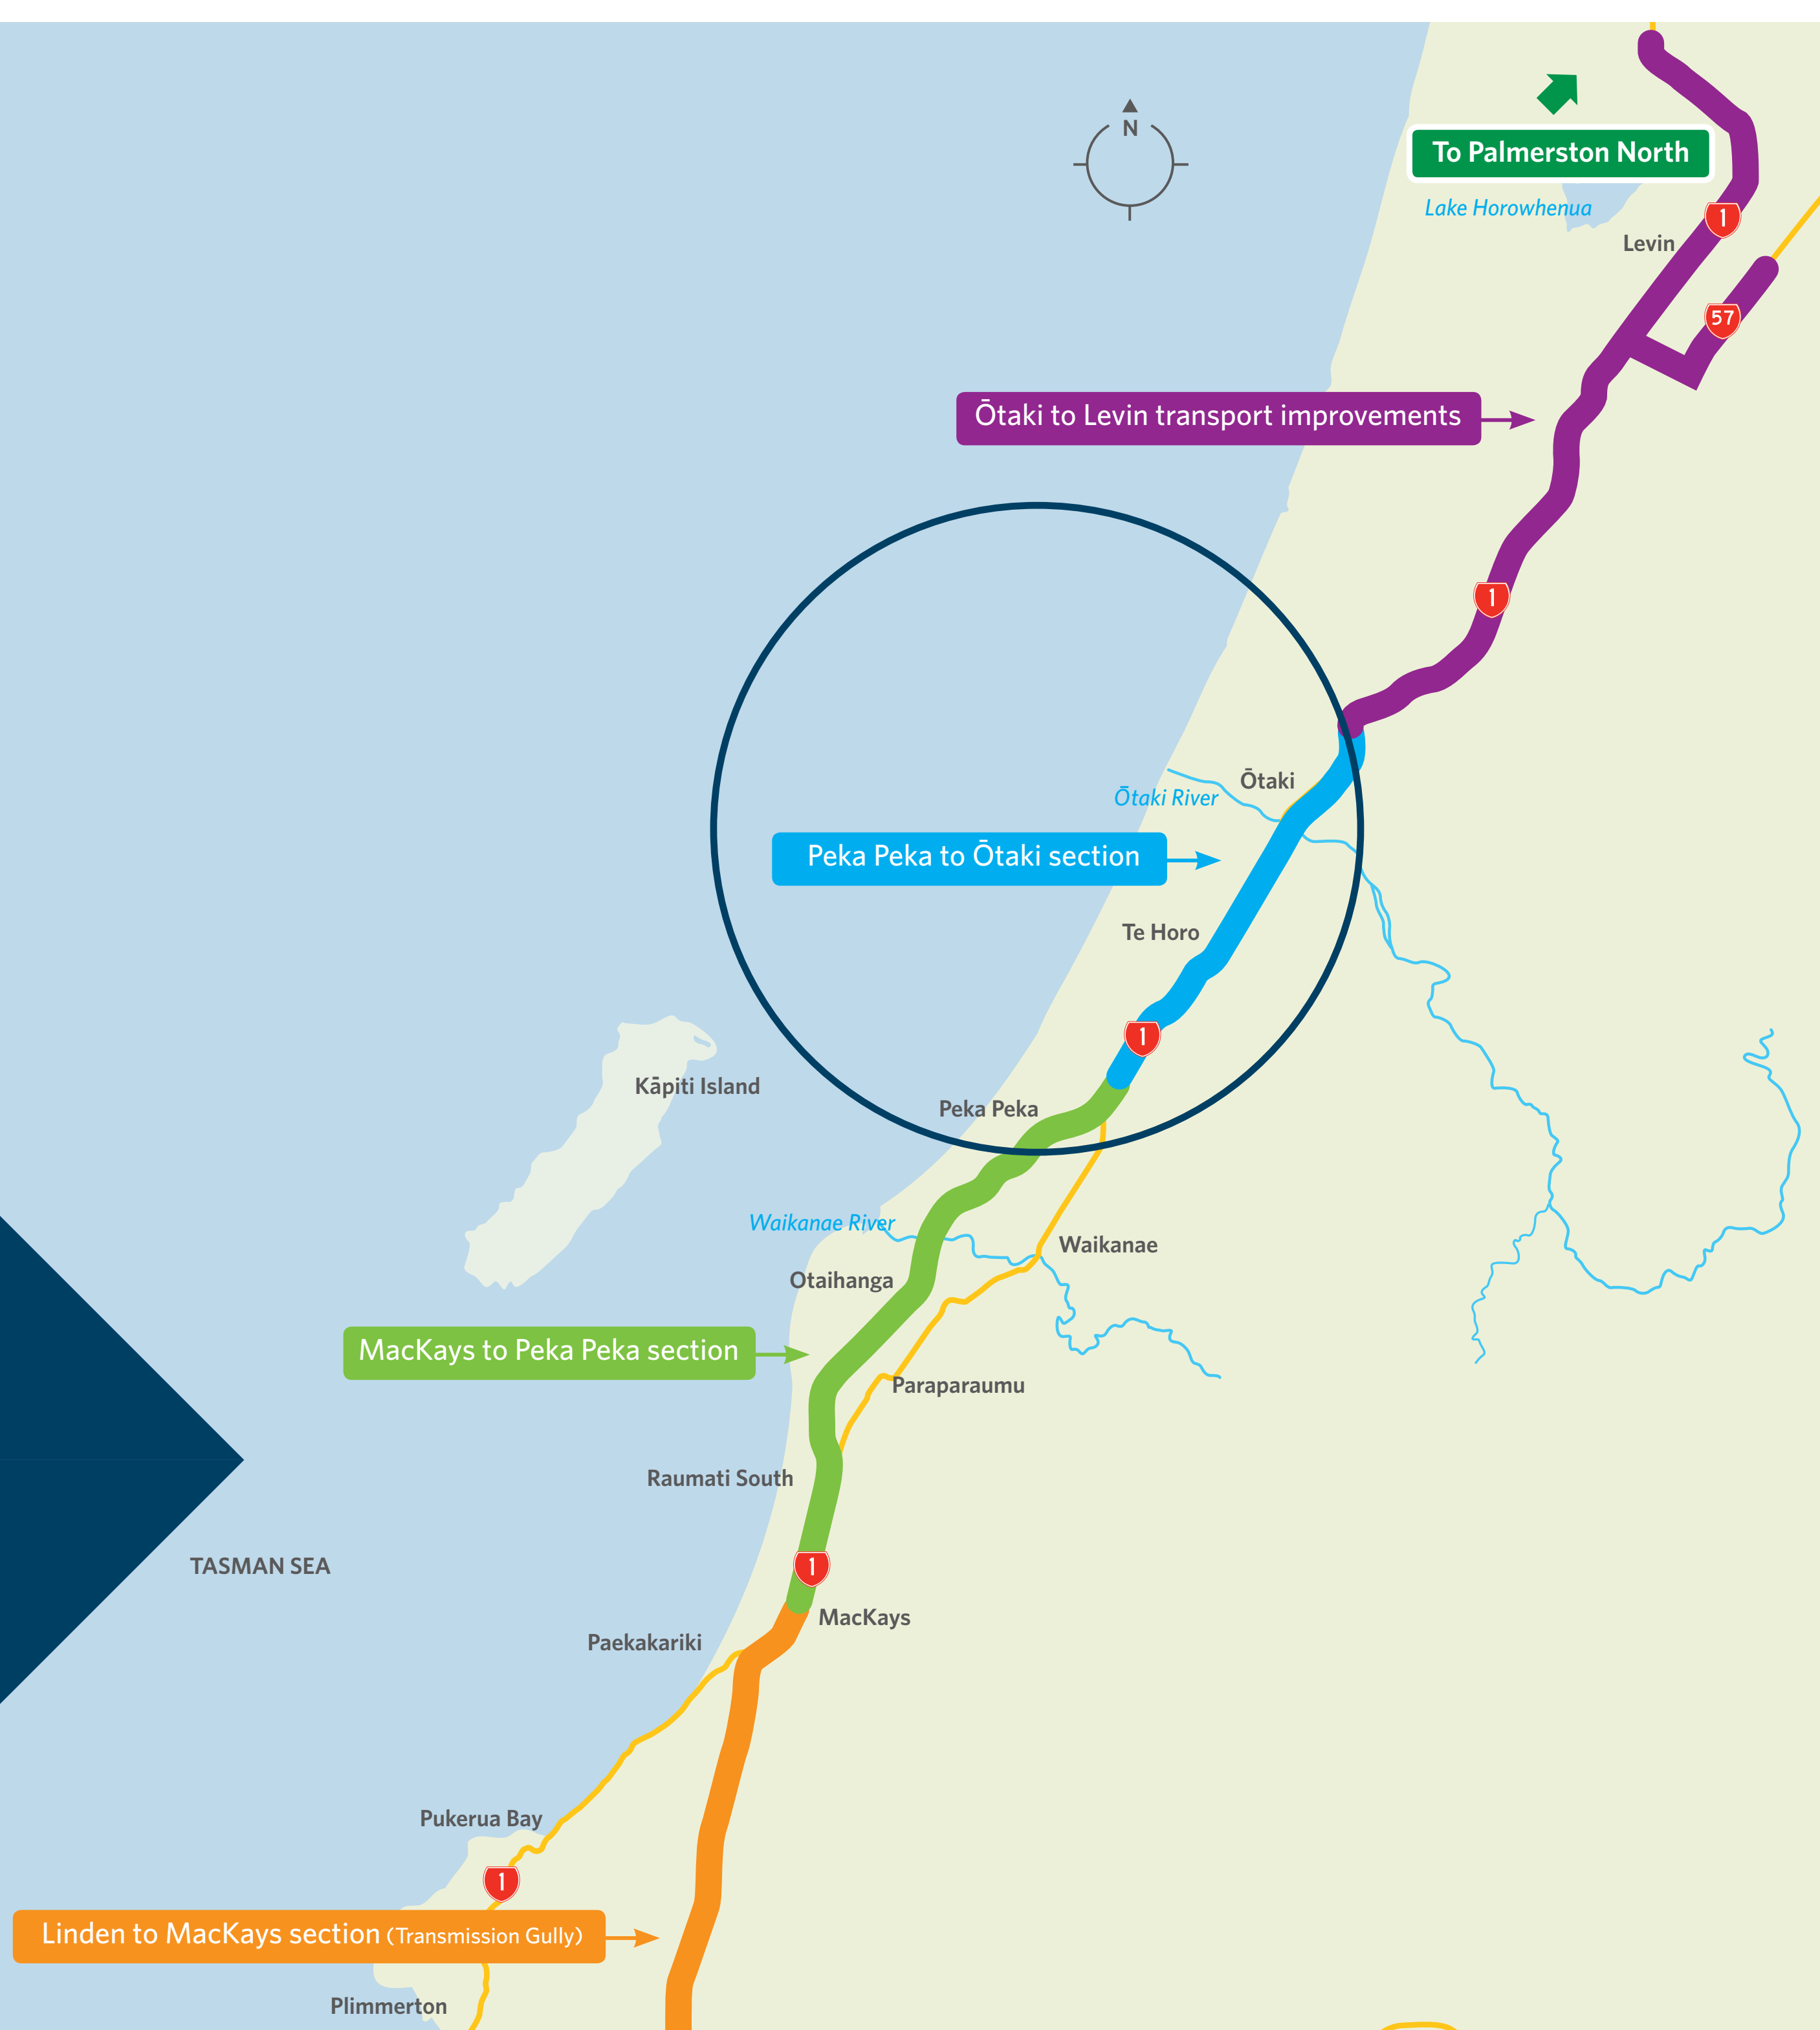 N
To Palmerston North
Lake Horowhenua
1
Levin
57
Ōtaki to Levin transport improvements
1
Ōtaki
Ōtaki River
Peka Peka to Ōtaki section
Te Horo
1
Kāpiti Island
Peka Peka
Waikanae River
Waikanae
Otaihanga
MacKays to Peka Peka section
Paraparaumu
Raumati South
TASMAN SEA
1
MacKays
Paekakariki
Pukerua Bay
1
Linden to MacKays section (Transmission Gully)
Plimmerton